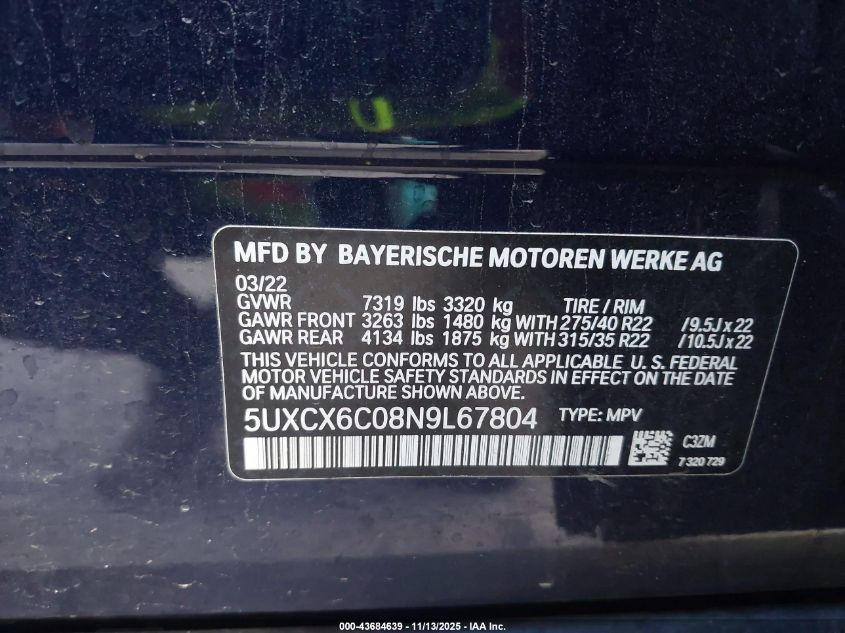 MFD BY BAYERISCHE MOTOREN WERKE AG
03/22
GVWR 7319 lbs 3320 kg TIRE / RIM
GAWR FRONT 3263 lbs 1480 kg WITH 275/40 R22 /9.5J x 22
GAWR REAR 4134 lbs 1875 kg WITH 315/35 R22 /10.5J x 22
THIS VEHICLE CONFORMS TO ALL APPLICABLE U. S. FEDERAL
MOTOR VEHICLE SAFETY STANDARDS IN EFFECT ON THE DATE
OF MANUFACTURE SHOWN ABOVE.
5UXCX6C08N9L67804 TYPE: MPV
C3ZM
7 320 729
000-43684639 - 11/13/2025 - IAA Inc.